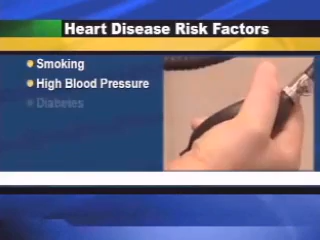 Heart Disease Risk Factors
Smoking
High Blood Pressure
Diabetes